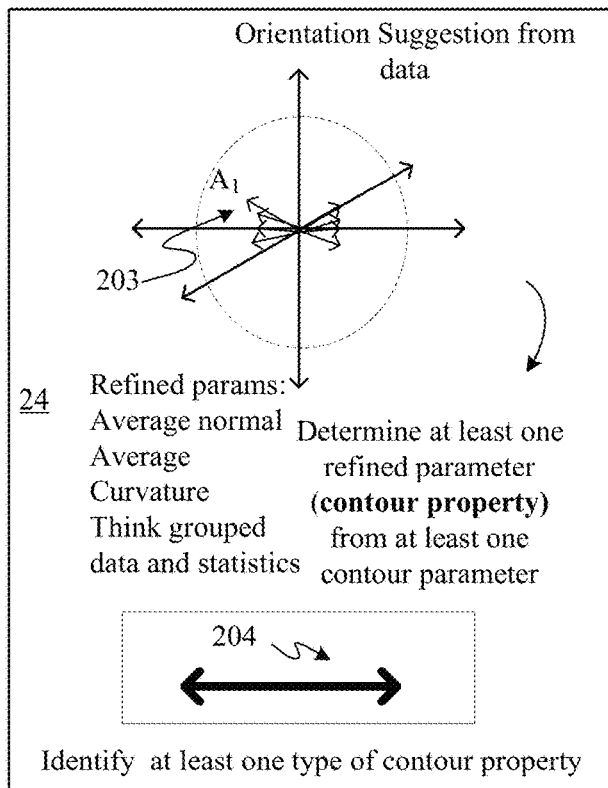 Orientation Suggestion from
data
A1
203
24
Refined params:
Average normal
Average
Curvature
Think grouped
data and statistics
Determine at least one
refined parameter
(contour property)
from at least one
contour parameter
204
Identify at least one type of contour property